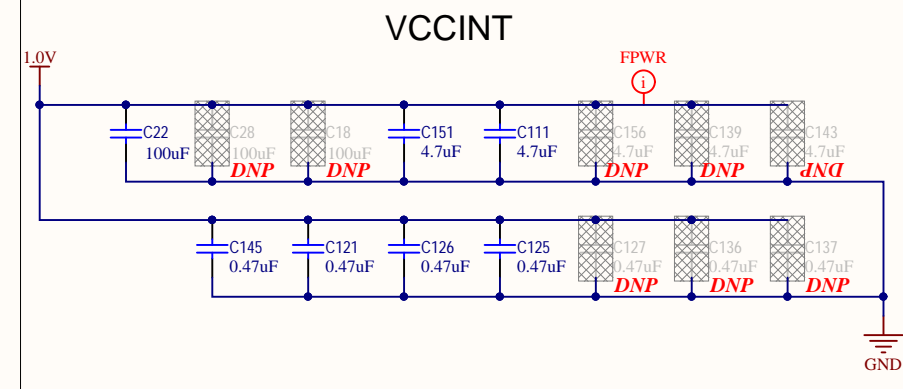 VCCINT
1.0V
FPWR
i
C22
100uF
C28
100uF
DNP
C18
100uF
DNP
C151
4.7uF
C111
4.7uF
C156
4.7uF
DNP
C139
4.7uF
DNP
C143
4.7uF
DNP
C145
0.47uF
C121
0.47uF
C126
0.47uF
C125
0.47uF
C127
0.47uF
DNP
C136
0.47uF
DNP
C137
0.47uF
DNP
GND